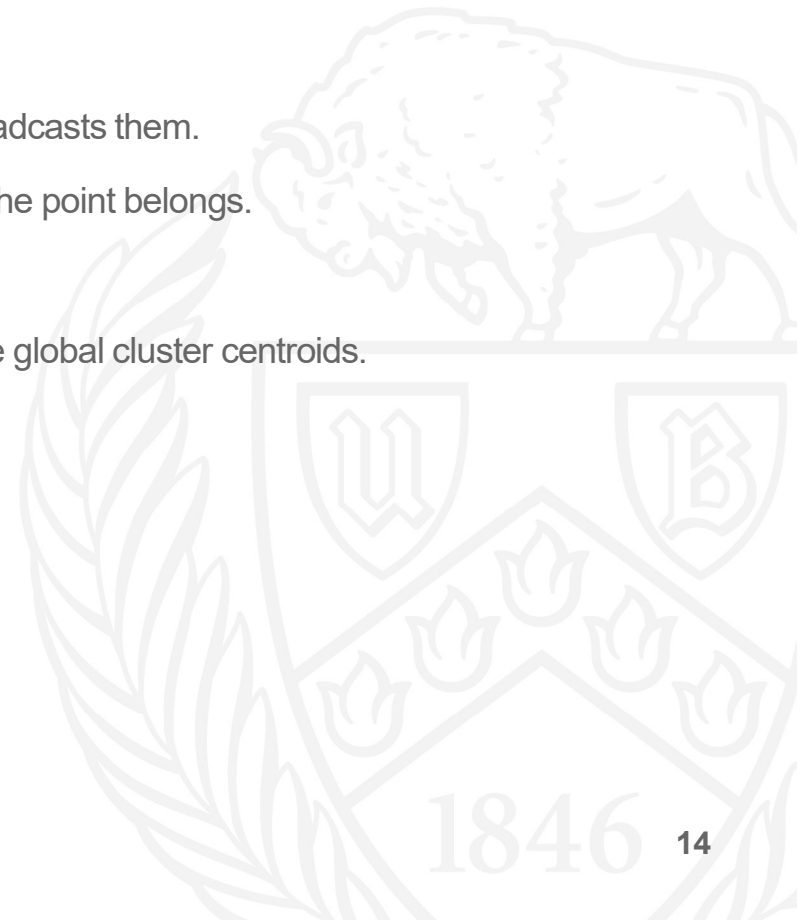 adcasts them.
he point belongs.
e global cluster centroids.
U B
1846
14